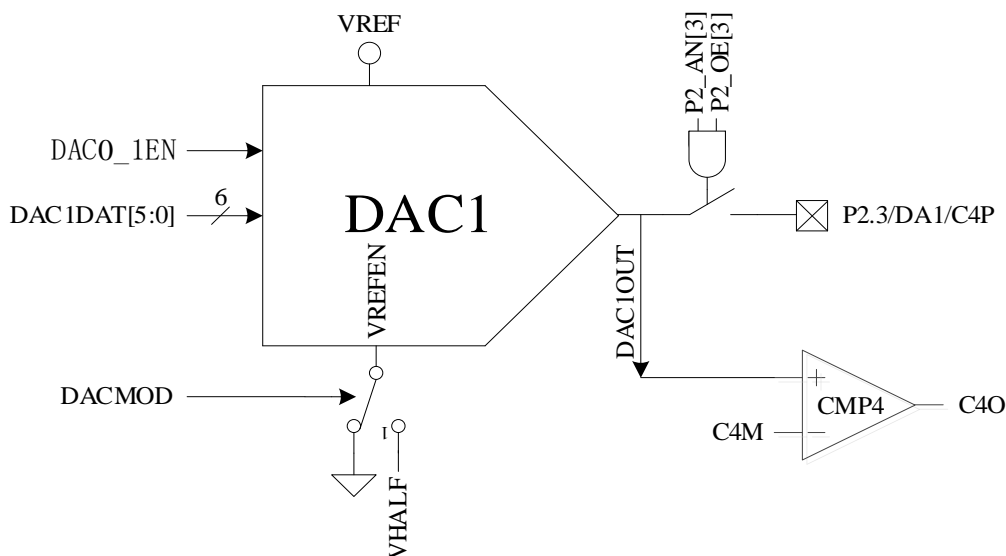 VREF
P2_AN[3]
P2_OE[3]
DAC0_1EN
6
DAC1DAT[5:0]
DAC1
P2.3/DA1/C4P
VREFEN
DAC1OUT
DACMOD
+
CMP4
C4O
C4M
1
VHALF